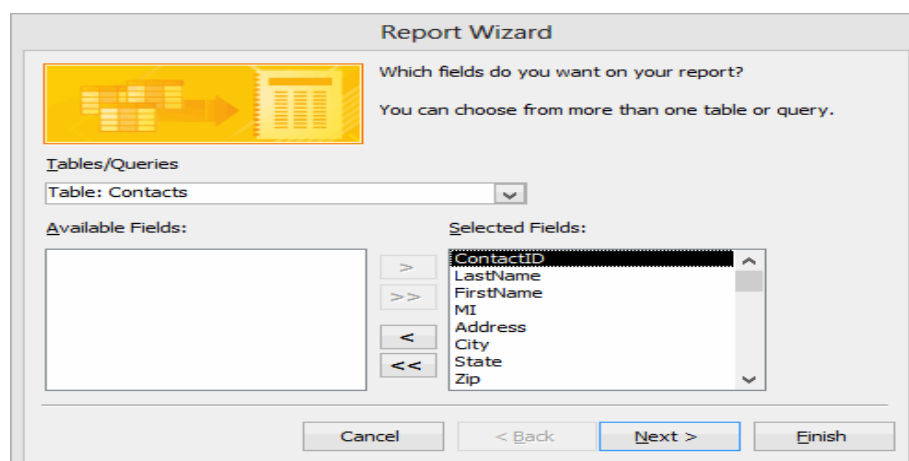 Report Wizard
Which fields do you want on your report?
You can choose from more than one table or query.
Tables/Queries
Table: Contacts
Available Fields:
Selected Fields:
>
>>
<
<<
ContactID
LastName
FirstName
MI
Address
City
State
Zip
Cancel
< Back
Next >
Finish